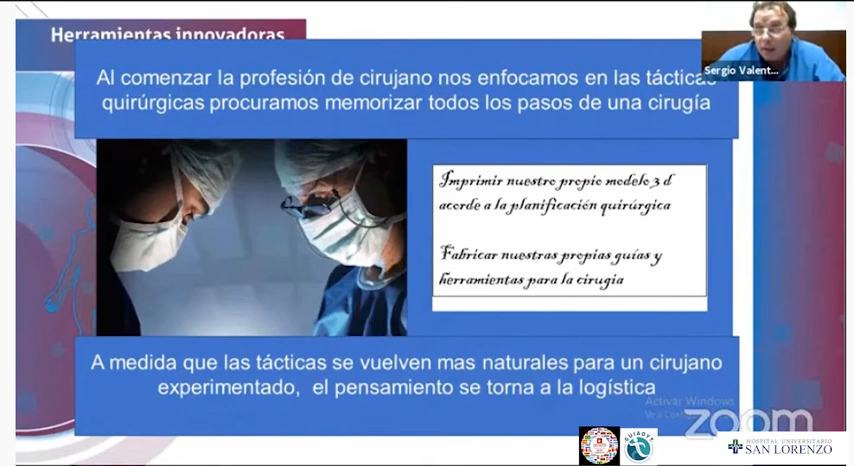 Herramientas innovadoras
Sergio Valent...
Al comenzar la profesión de cirujano nos enfocamos en las tácticas
quirúrgicas procuramos memorizar todos los pasos de una cirugía
Imprimir nuestro propio modelo 3 d
acorde a la planificación quirúrgica
Fabricar nuestras propias guías y
herramientas para la cirugia
A medida que las tácticas se vuelven mas naturales para un cirujano
experimentado, el pensamiento se torna a la logística
Activar Windows
zoom
GUIAOYT
HOSPITAL UNIVERSITARIO
SAN LORENZO